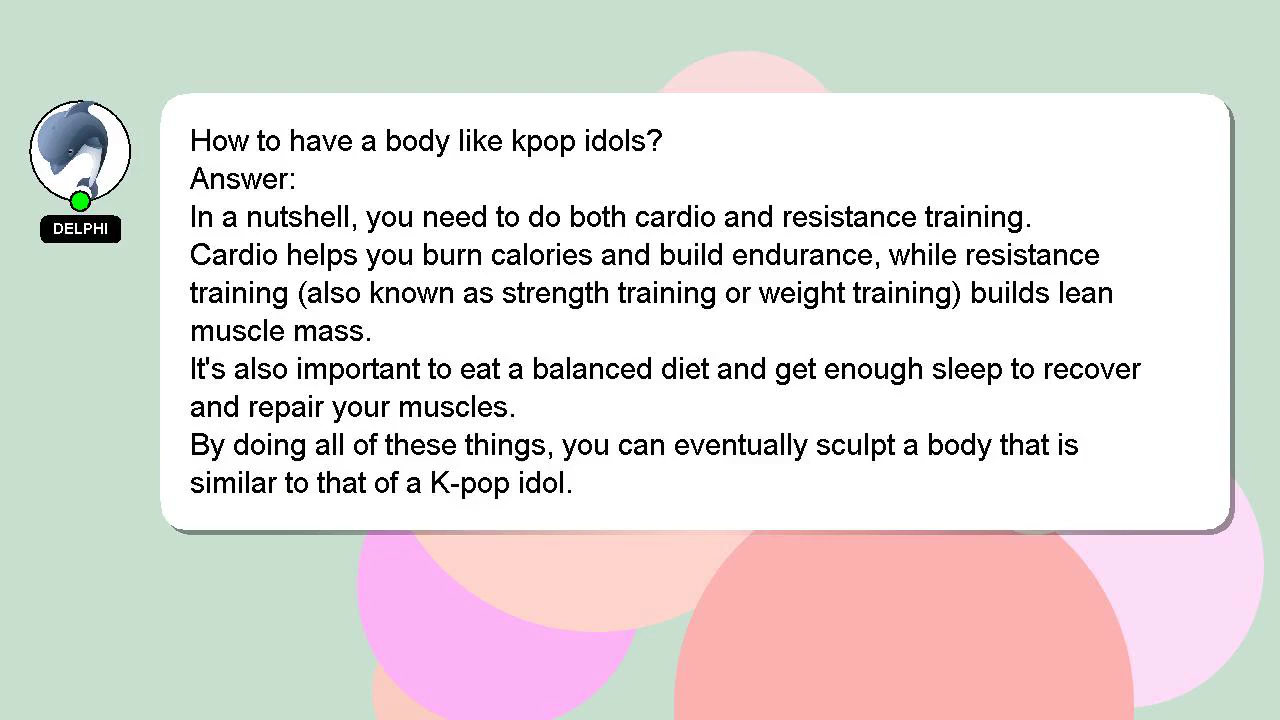 DELPHI
How to have a body like kpop idols?
Answer:
In a nutshell, you need to do both cardio and resistance training.
Cardio helps you burn calories and build endurance, while resistance
training (also known as strength training or weight training) builds lean
muscle mass.
It's also important to eat a balanced diet and get enough sleep to recover
and repair your muscles.
By doing all of these things, you can eventually sculpt a body that is
similar to that of a K-pop idol.